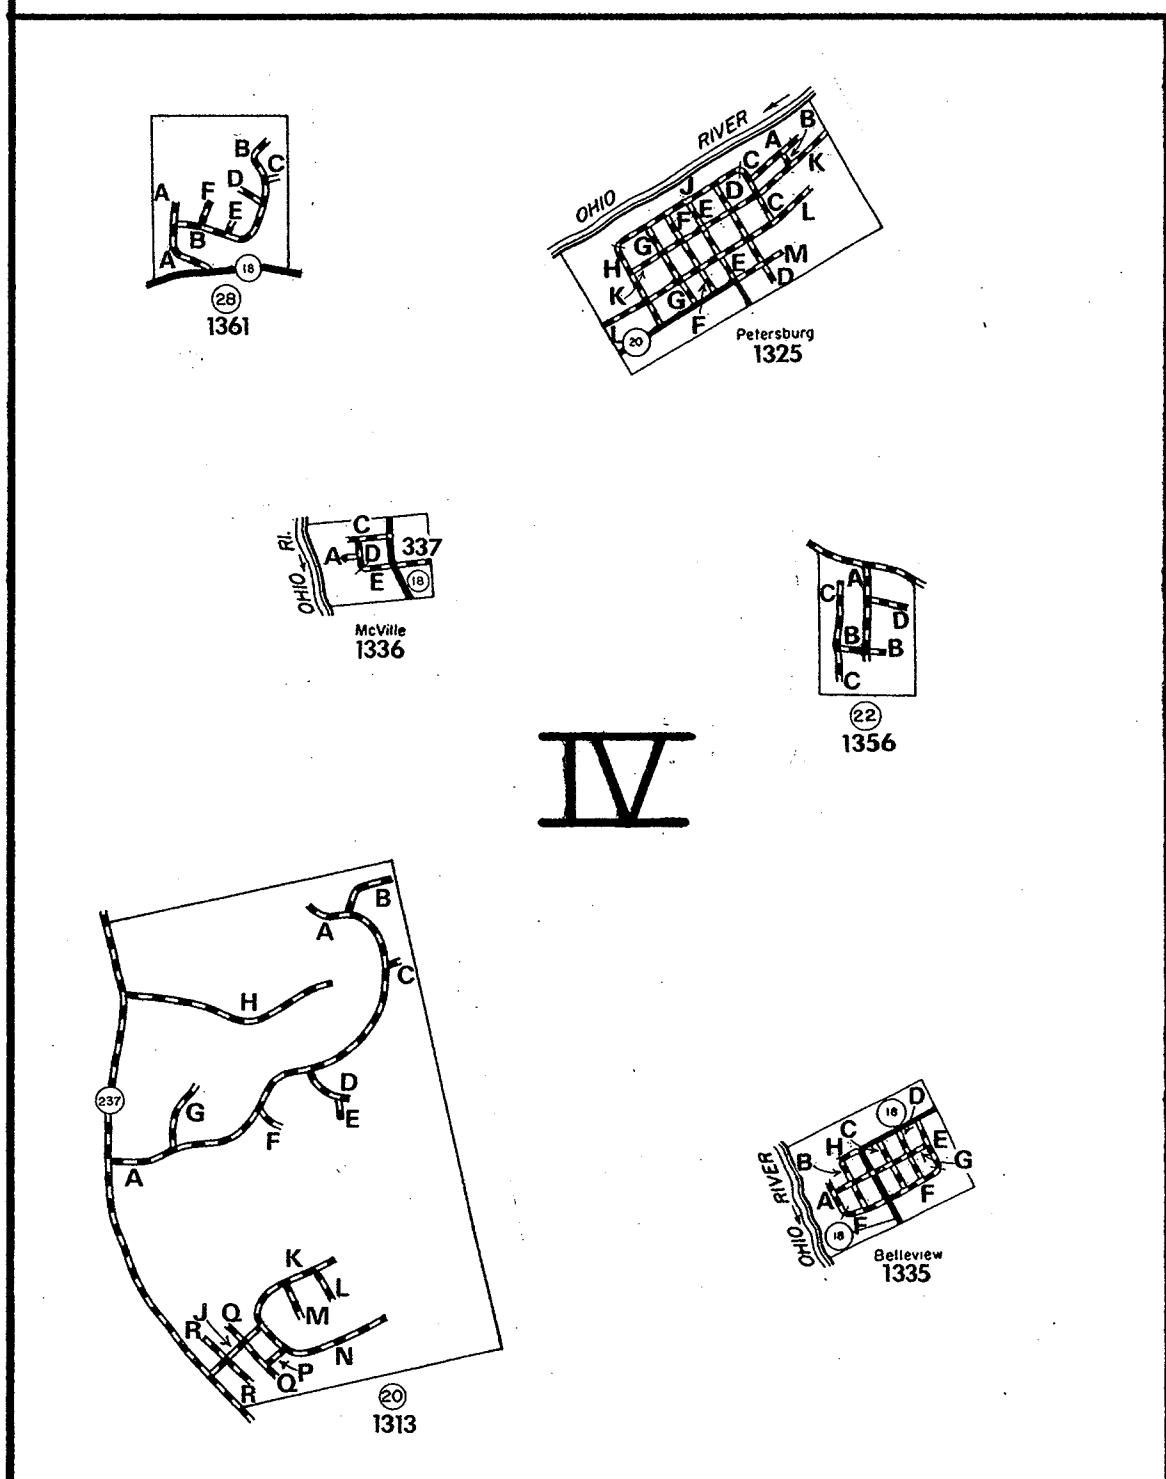 B
C
A
F
D
E
B
A
18
28
1361
RIVER
OHIO
B
A
K
C
J
D
E
F
C
L
G
H
E
M
K
G
D
F
L
20
Petersburg
1325
OHIO RI.
C
A
D
337
E
18
McVille
1336
A
C
D
B
B
C
22
1356
IV
B
A
C
H
237
G
D
E
F
A
K
L
M
J
Q
R
N
P
Q
R
20
1313
18
D
C
H
E
B
G
A
F
F
18
OHIO RIVER
Belleview
1335